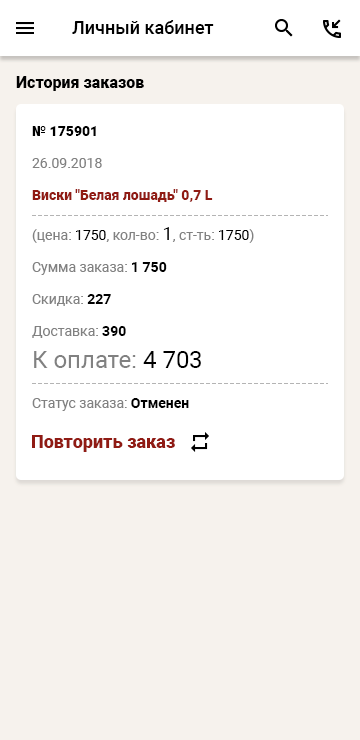 Личный кабинет
История заказов
№ 175901
26.09.2018
Виски "Белая лошадь" 0,7 L
(цена: 1750, кол-во: 1, ст-ть: 1750)
Сумма заказа: 1 750
Скидка: 227
Доставка: 390
К оплате: 4 703
Статус заказа: Отменен
Повторить заказ